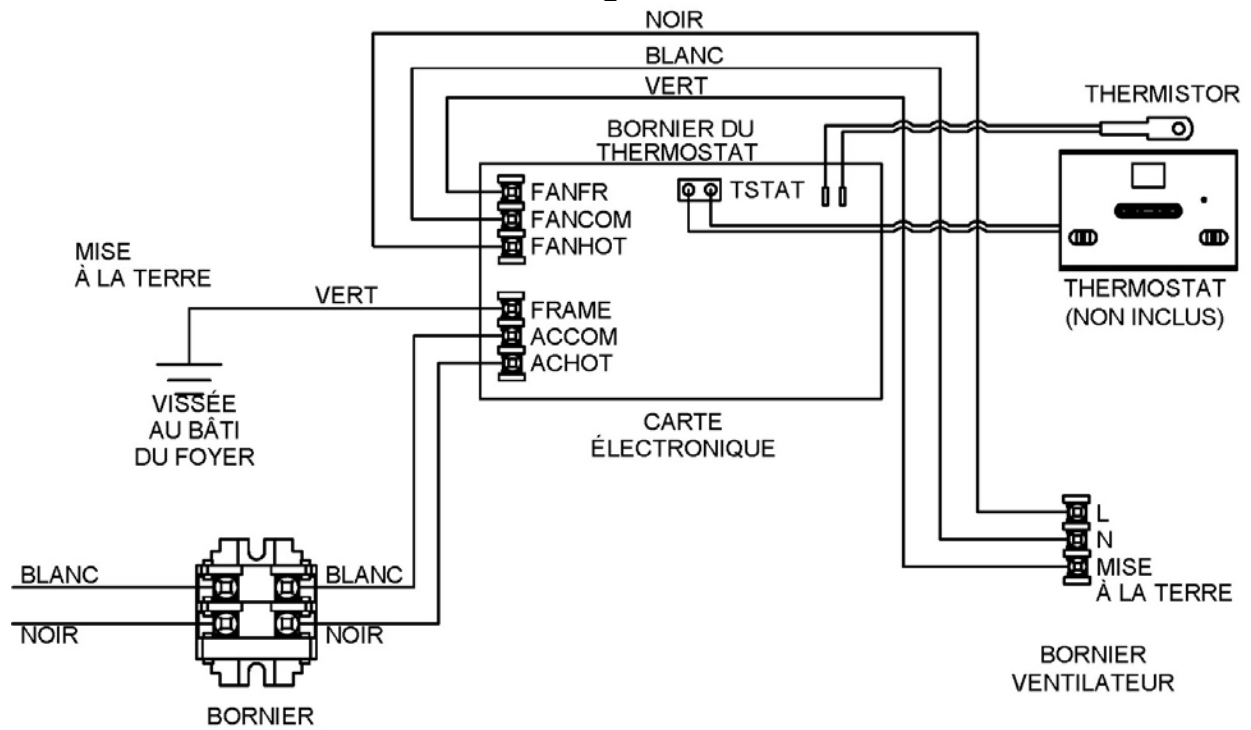 NOIR
BLANC
VERT
THERMISTOR
BORNIER DU
THERMOSTAT
FANFR
TSTAT
FANCOM
FANHOT
MISE
À LA TERRE
VERT
THERMOSTAT
(NON INCLUS)
FRAME
ACCOM
ACHOT
VISSÉE
AU BÂTI
DU FOYER
CARTE
ÉLECTRONIQUE
L
N
MISE
À LA TERRE
BLANC
BLANC
NOIR
NOIR
BORNIER
VENTILATEUR
BORNIER